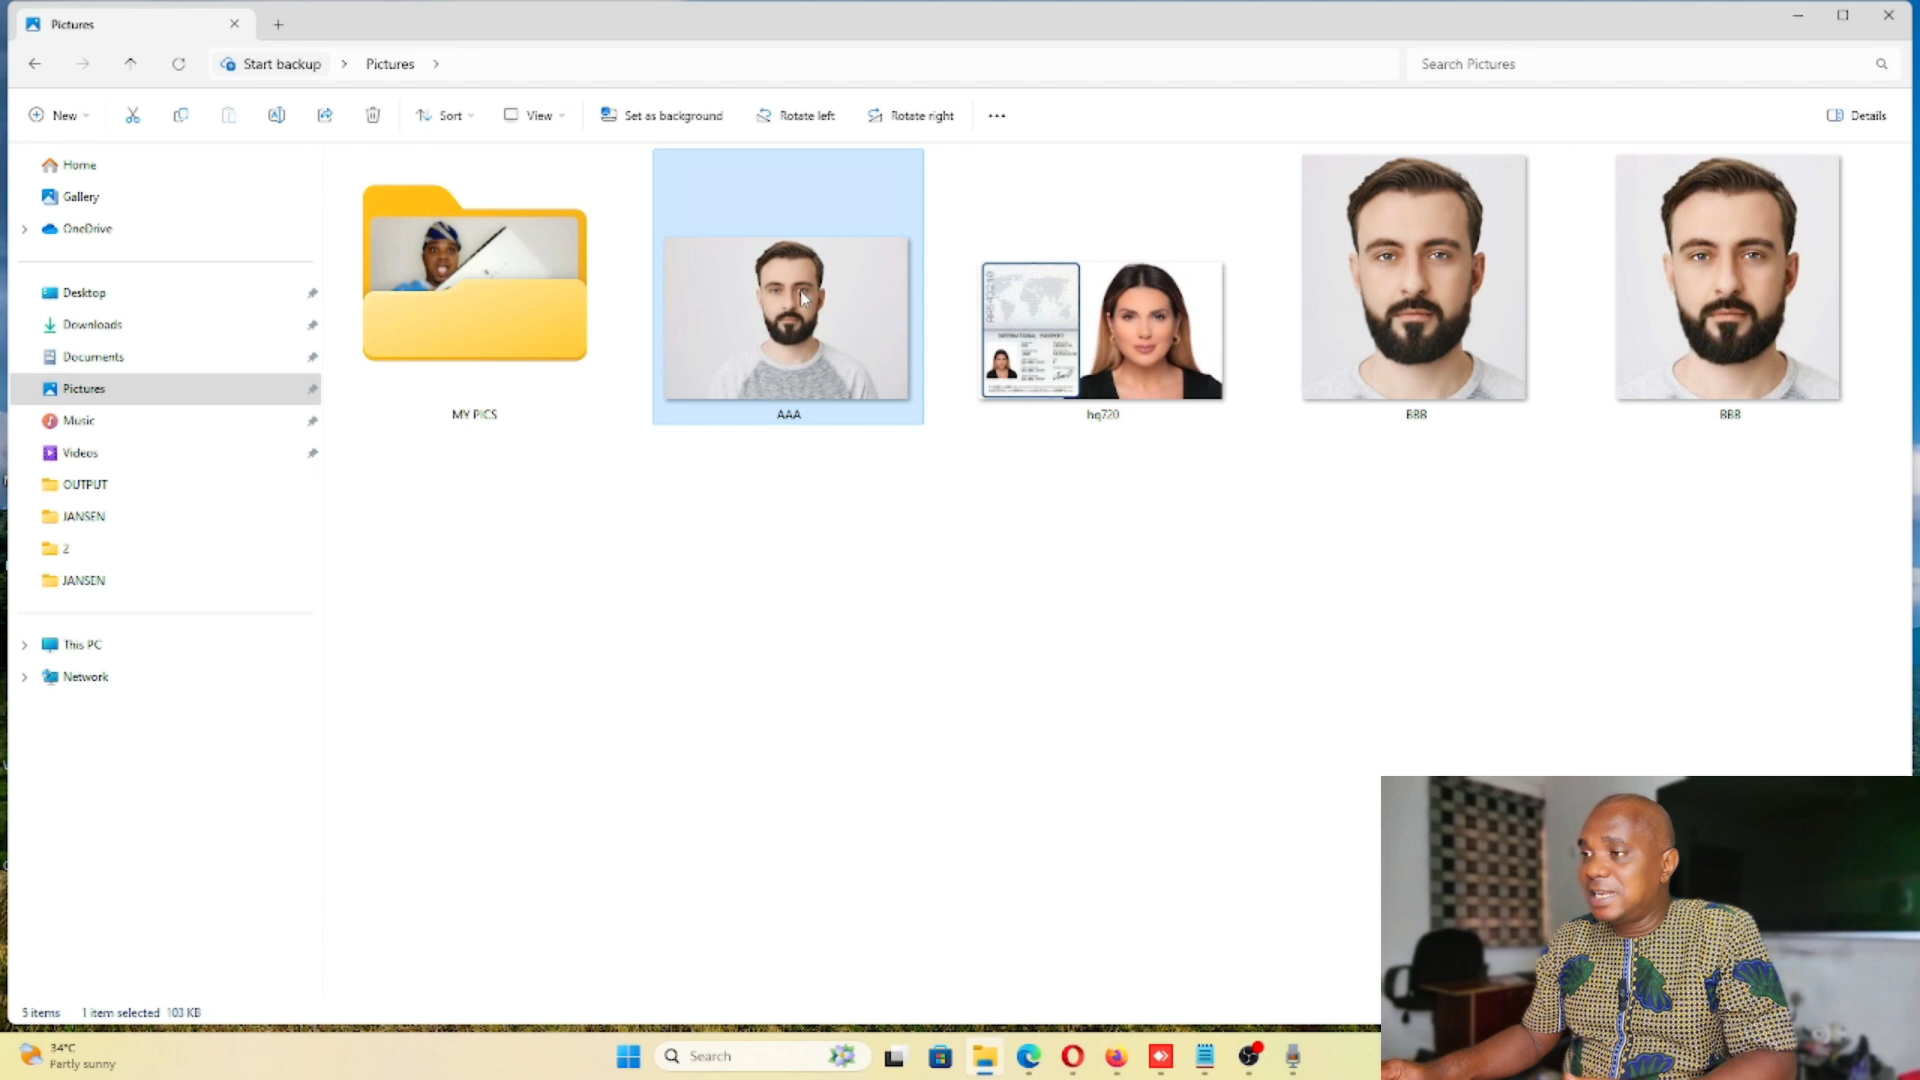 Pictures
Start backup
Pictures
Search Pictures
New
Sort
View
Set as background
Rotate left
Rotate right
Details
Home
Gallery
OneDrive
Desktop
Downloads
Documents
Pictures
Music
Videos
OUTPUT
JANSEN
2
JANSEN
This PC
Network
MY PICS
AAA
INTERNATIONAL PASSPORT
hq720
BBB
BBB
5 items 1 item selected 103 KB
34°C
Partly sunny
Search